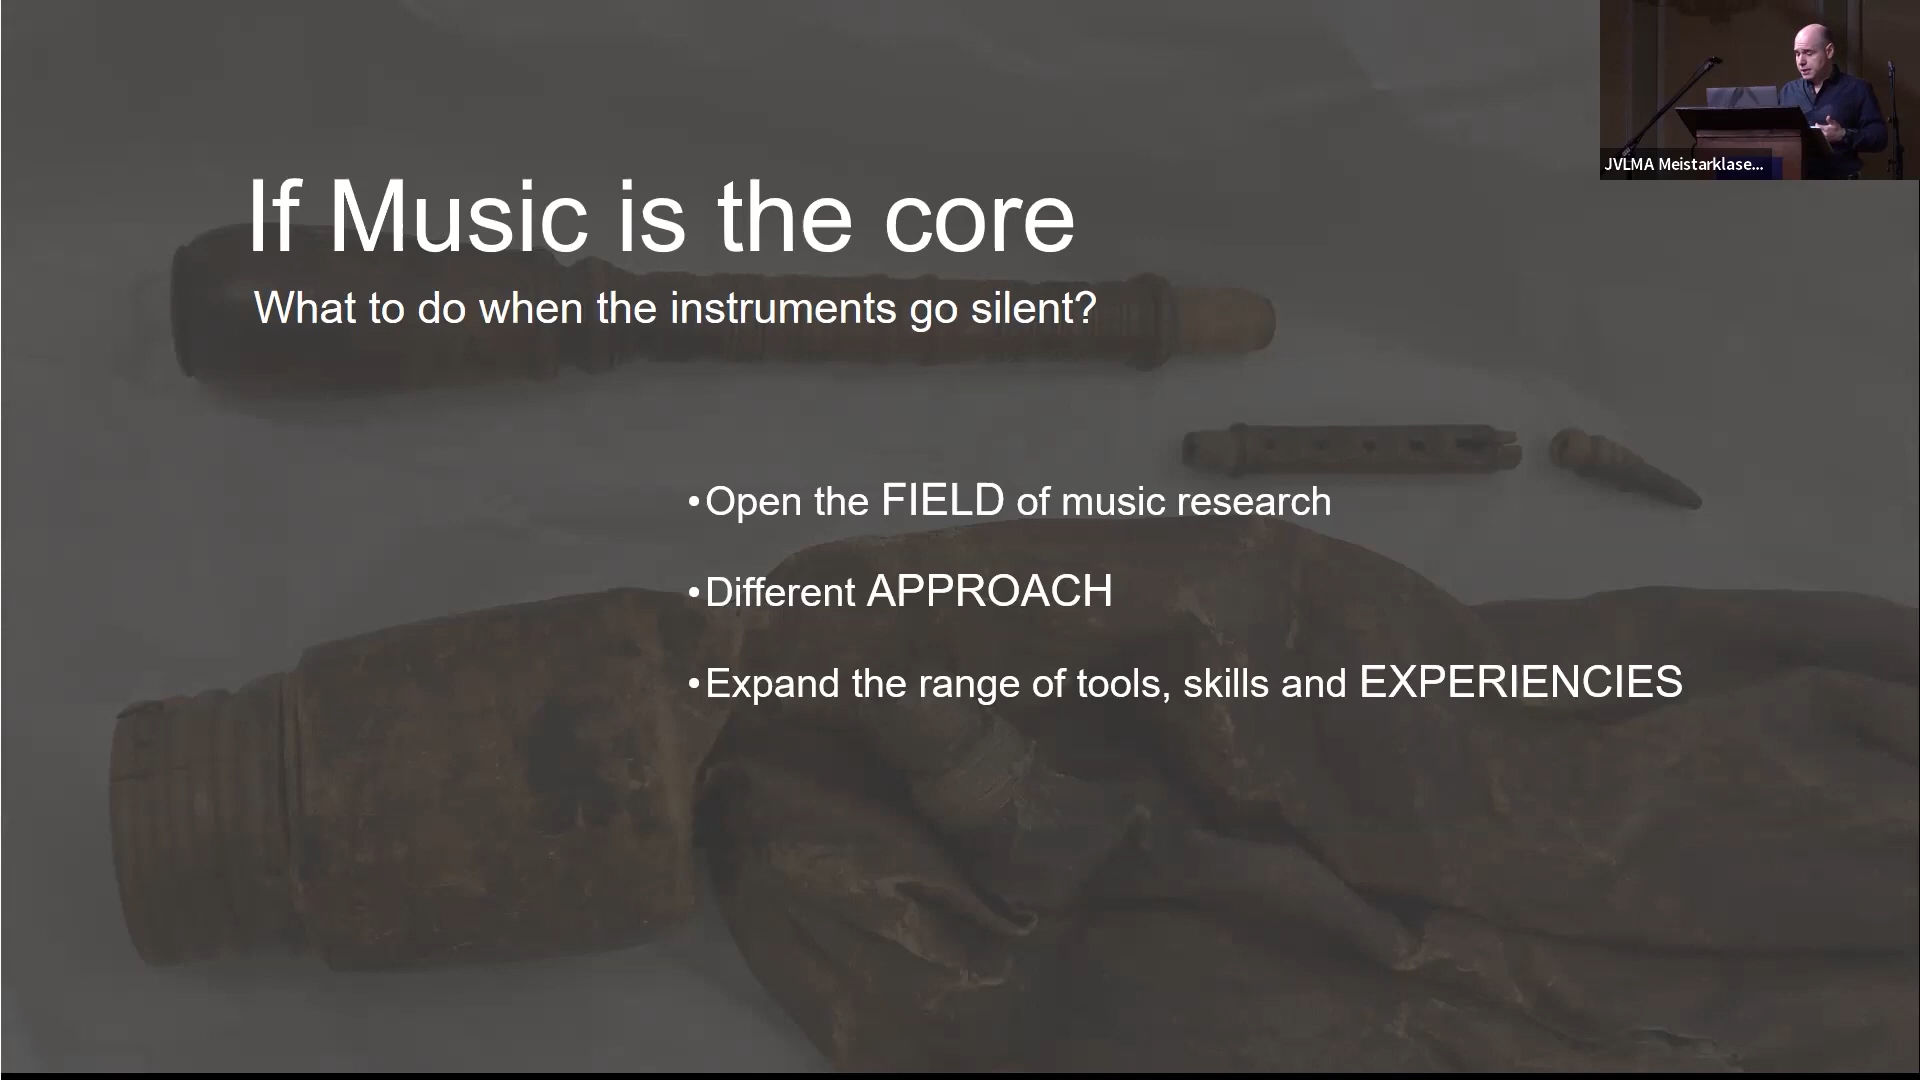 If Music is the core
What to do when the instruments go silent?
•Open the FIELD of music research
•Different APPROACH
•Expand the range of tools, skills and EXPERIENCIES
JVLMA Meistarklase...